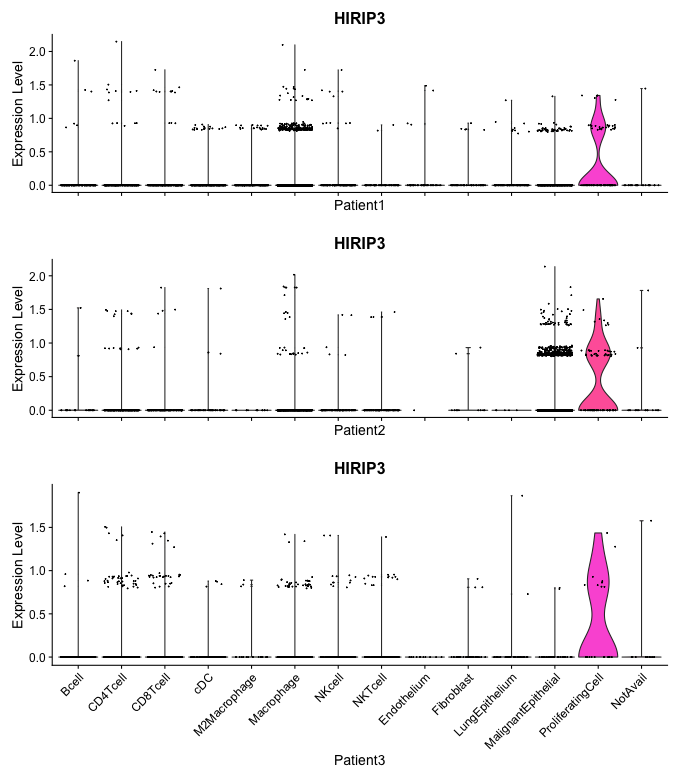 HIRIP3
Expression Level
2.0
1.5
1.0
0.5
0.0
Patient1
HIRIP3
Expression Level
2.0
1.5
1.0
0.5
0.0
Patient2
HIRIP3
Expression Level
1.5
1.0
0.5
0.0
Bcell
CD4Tcell
CD8Tcell
cDC
M2Macrophage
Macrophage
NKcell
NKTcell
Endothelium
Fibroblast
LungEpithelium
MalignantEpithelial
ProliferatingCell
NotAvail
Patient3